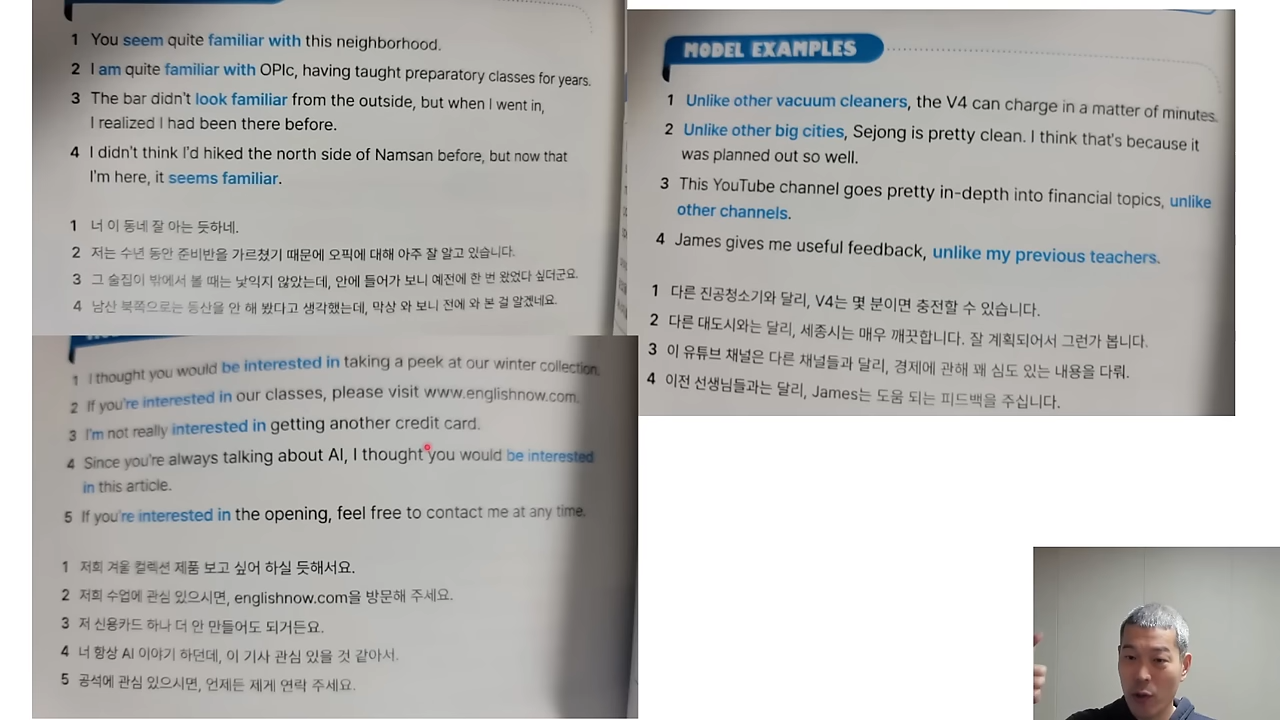 1 You seem quite familiar with this neighborhood.
2 I am quite familiar with OPIc, having taught preparatory classes for years.
3 The bar didn't look familiar from the outside, but when I went in,
I realized I had been there before.
4 I didn't think I'd hiked the north side of Namsan before, but now that
I'm here, it seems familiar.
1 너 이 동네 잘 아는 듯하네.
2 저는 수년 동안 준비반을 가르쳤기 때문에 오픽에 대해 아주 잘 알고 있습니다.
3 그 술집이 밖에서 볼 때는 낯익지 않았는데, 안에 들어가 보니 예전에 한 번 왔었다 싶더군요.
4 남산 북쪽으로는 등산을 안 해 봤다고 생각했는데, 막상 와 보니 전에 와 본 걸 알겠네요.
1 I thought you would be interested in taking a peek at our winter collection.
2 If you're interested in our classes, please visit www.englishnow.com.
3 I'm not really interested in getting another credit card.
4 Since you're always talking about AI, I thought you would be interested
in this article.
5 If you're interested in the opening, feel free to contact me at any time.
1 저희 겨울 컬렉션 제품 보고 싶어 하실 듯해서요.
2 저희 수업에 관심 있으시면, englishnow.com을 방문해 주세요.
3 저 신용카드 하나 더 안 만들어도 되거든요.
4 너 항상 AI 이야기 하던데, 이 기사 관심 있을 것 같아서.
5 공석에 관심 있으시면, 언제든 제게 연락 주세요.
MODEL EXAMPLES
1 Unlike other vacuum cleaners, the V4 can charge in a matter of minutes.
2 Unlike other big cities, Sejong is pretty clean. I think that's because it
was planned out so well.
3 This YouTube channel goes pretty in-depth into financial topics, unlike
other channels.
4 James gives me useful feedback, unlike my previous teachers.
1 다른 진공청소기와 달리, V4는 몇 분이면 충전할 수 있습니다.
2 다른 대도시와는 달리, 세종시는 매우 깨끗합니다. 잘 계획되어서 그런가 봅니다.
3 이 유튜브 채널은 다른 채널들과 달리, 경제에 관해 꽤 심도 있는 내용을 다뤄.
4 이전 선생님들과는 달리, James는 도움 되는 피드백을 주십니다.